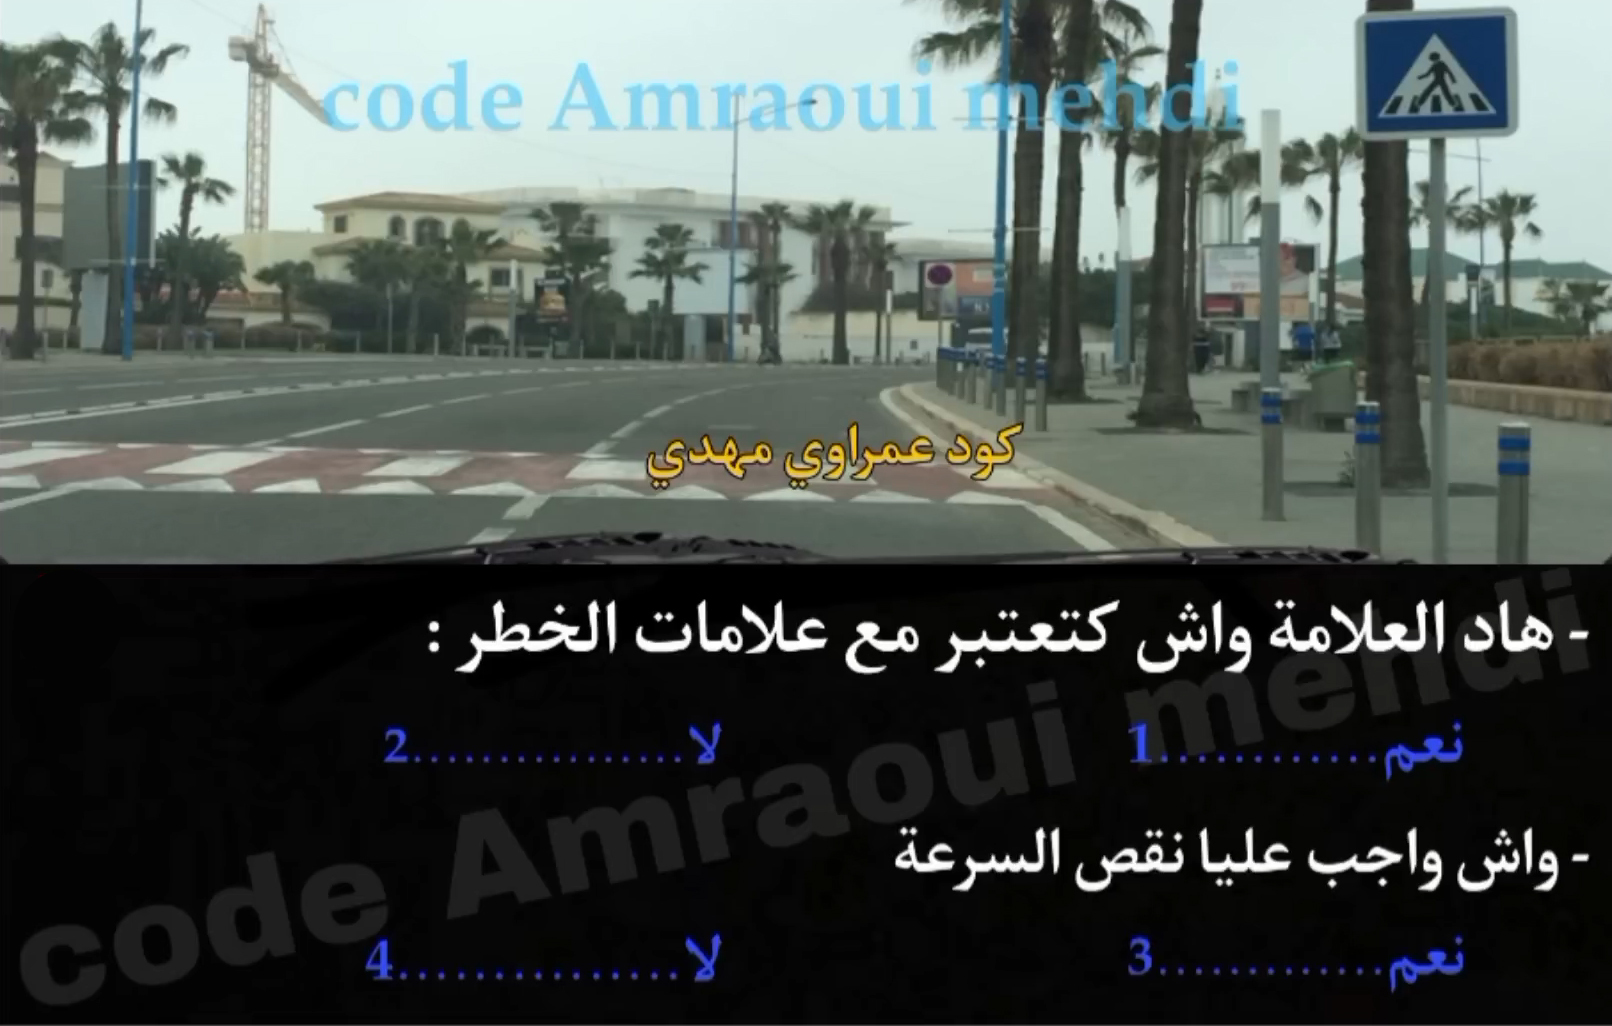 code Amraoui mehdi
كود عمراوي مهدي
- هاد العلامة واش كتعتبر مع علامات الخطر :
نعم............1 لا................2
- واش واجب عليا نقص السرعة
نعم.............3 لا.................4
code Amraoui mehdi